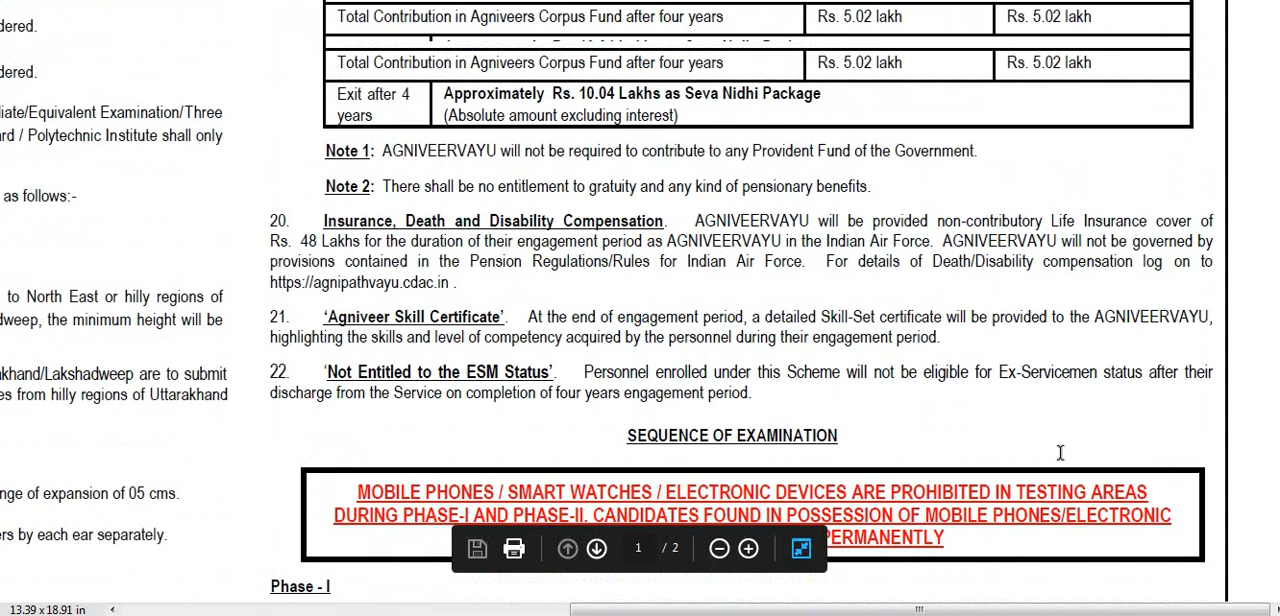 dered.
dered.
iate/Equivalent Examination/Three
rd / Polytechnic Institute shall only
as follows:-
to North East or hilly regions of
dweep, the minimum height will be
akhand/Lakshadweep are to submit
es from hilly regions of Uttarakhand
nge of expansion of 05 cms.
ers by each ear separately.
Total Contribution in Agniveers Corpus Fund after four years Rs. 5.02 lakh Rs. 5.02 lakh
Total Contribution in Agniveers Corpus Fund after four years Rs. 5.02 lakh Rs. 5.02 lakh
Exit after 4 Approximately Rs. 10.04 Lakhs as Seva Nidhi Package
years (Absolute amount excluding interest)
Note 1: AGNIVEERVAYU will not be required to contribute to any Provident Fund of the Government.
Note 2: There shall be no entitlement to gratuity and any kind of pensionary benefits.
20. Insurance, Death and Disability Compensation. AGNIVEERVAYU will be provided non-contributory Life Insurance cover of
Rs. 48 Lakhs for the duration of their engagement period as AGNIVEERVAYU in the Indian Air Force. AGNIVEERVAYU will not be governed by
provisions contained in the Pension Regulations/Rules for Indian Air Force. For details of Death/Disability compensation log on to
https://agnipathvayu.cdac.in .
21. ‘Agniveer Skill Certificate’. At the end of engagement period, a detailed Skill-Set certificate will be provided to the AGNIVEERVAYU,
highlighting the skills and level of competency acquired by the personnel during their engagement period.
22. ‘Not Entitled to the ESM Status’. Personnel enrolled under this Scheme will not be eligible for Ex-Servicemen status after their
discharge from the Service on completion of four years engagement period.
SEQUENCE OF EXAMINATION
MOBILE PHONES / SMART WATCHES / ELECTRONIC DEVICES ARE PROHIBITED IN TESTING AREAS
DURING PHASE-I AND PHASE-II. CANDIDATES FOUND IN POSSESSION OF MOBILE PHONES/ELECTRONIC
PERMANENTLY
1 / 2
Phase - I
13.39 x 18.91 in